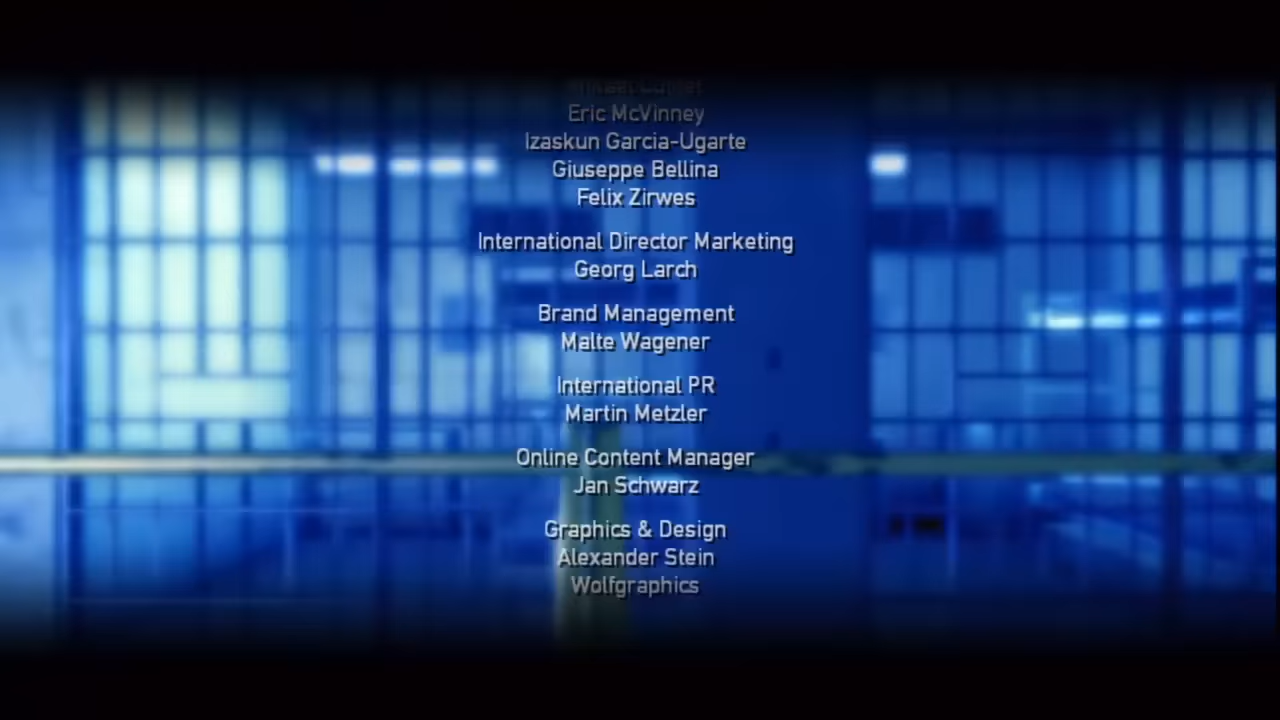 Eric McVinney
Izaskun Garcia-Ugarte
Giuseppe Bellina
Felix Zirwes
International Director Marketing
Georg Larch
Brand Management
Malte Wagener
International PR
Martin Metzler
Online Content Manager
Jan Schwarz
Graphics & Design
Alexander Stein
Wolfgraphics